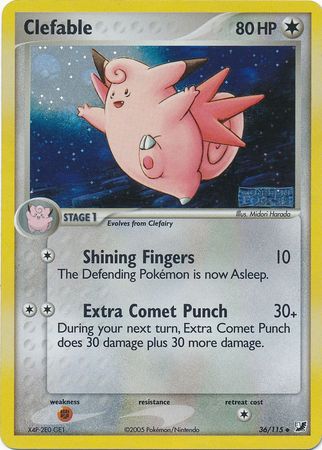 Clefable 80 HP
Illus. Midori Harada
STAGE 1 Evolves from Clefairy
Shining Fingers 10
The Defending Pokémon is now Asleep.
Extra Comet Punch 30+
During your next turn, Extra Comet Punch
does 30 damage plus 30 more damage.
weakness resistance retreat cost
©2005 Pokémon/Nintendo 36/115